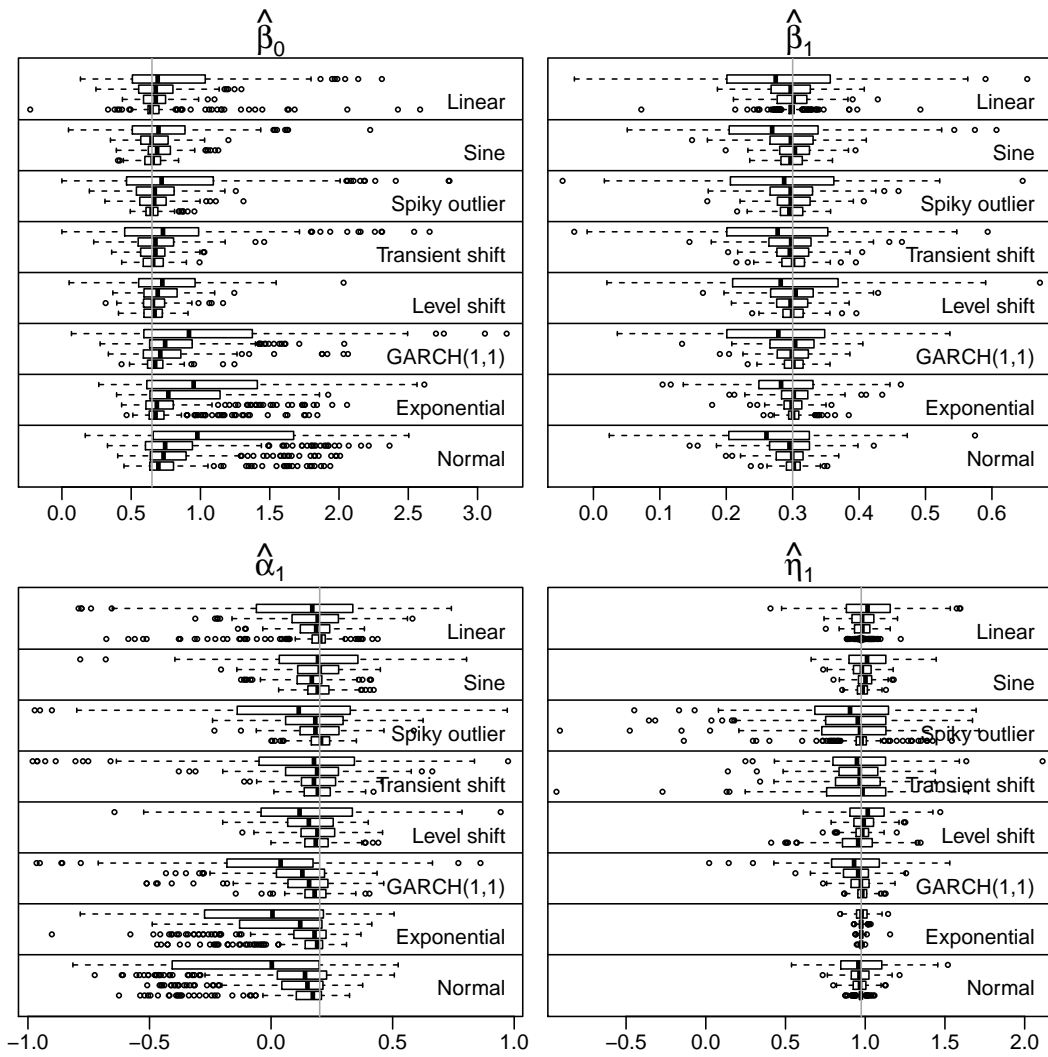 β̂₀
Linear
Sine
Spiky outlier
Transient shift
Level shift
GARCH(1,1)
Exponential
Normal
0.0 0.5 1.0 1.5 2.0 2.5 3.0
β̂₁
Linear
Sine
Spiky outlier
Transient shift
Level shift
GARCH(1,1)
Exponential
Normal
0.0 0.1 0.2 0.3 0.4 0.5 0.6
α̂₁
Linear
Sine
Spiky outlier
Transient shift
Level shift
GARCH(1,1)
Exponential
Normal
−1.0 −0.5 0.0 0.5 1.0
η̂₁
Linear
Sine
Spiky outlier
Transient shift
Level shift
GARCH(1,1)
Exponential
Normal
−0.5 0.0 0.5 1.0 1.5 2.0